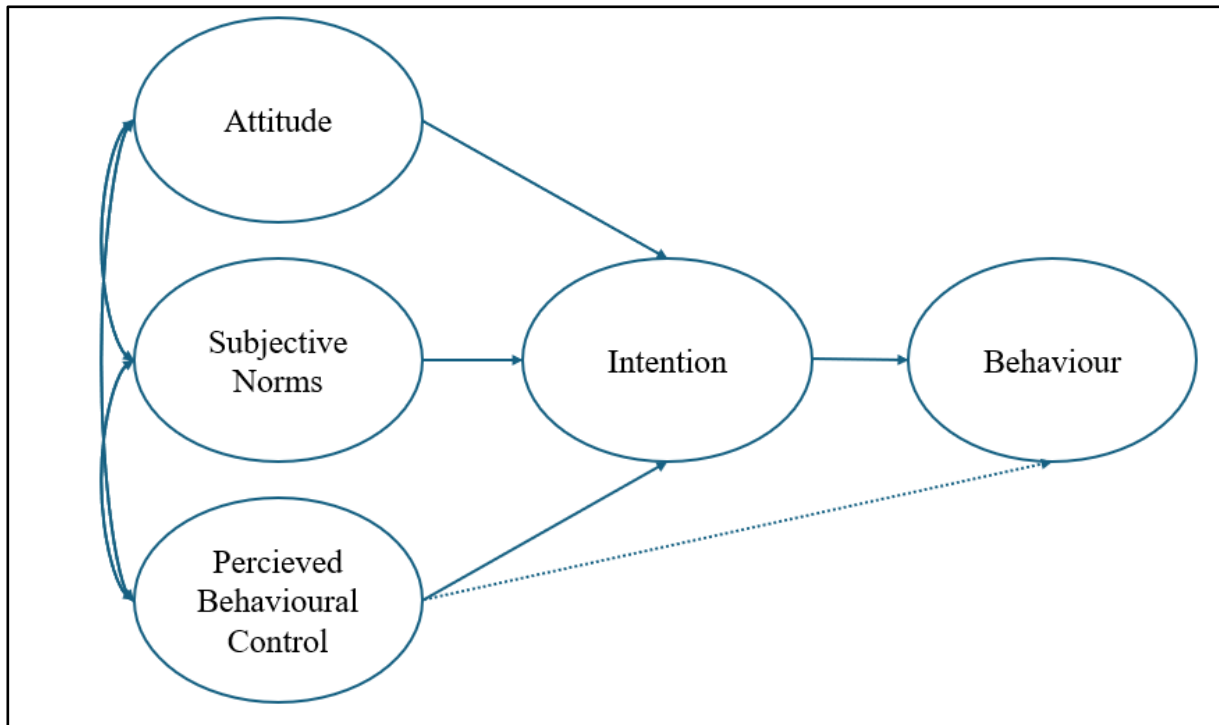 Attitude
Subjective
Norms
Intention
Behaviour
Percieved
Behavioural
Control